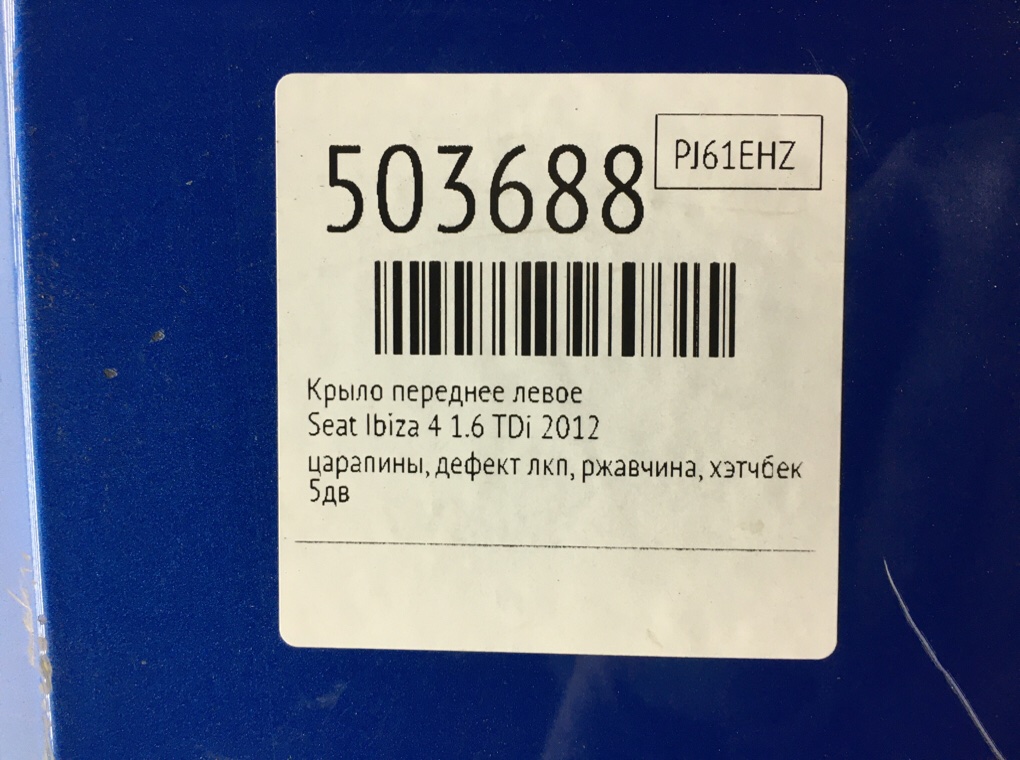 503688
PJ61EHZ
Крыло переднее левое
Seat Ibiza 4 1.6 TDi 2012
царапины, дефект лкп, ржавчина, хэтчбек
5дв